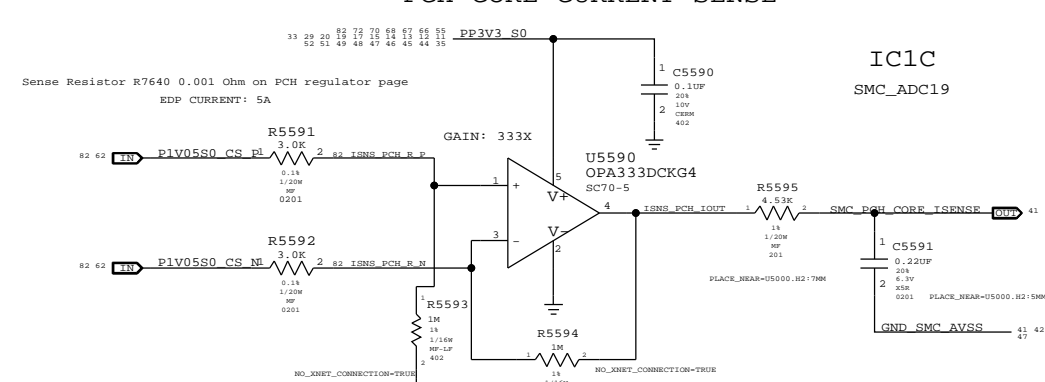 PCH CORE CURRENT SENSE
82 72 70 68 67 66 55
33 29 20 19 17 15 14 13 12 11
52 51 49 48 47 46 45 44 35
PP3V3_S0
Sense Resistor R7640 0.001 Ohm on PCH regulator page
EDP CURRENT: 5A
1
C5590
0.1UF
20%
10V
CERM
402
2
IC1C
SMC_ADC19
GAIN: 333X
R5591
3.0K
82 62 IN P1V05S0_CS_P 1 2 82 ISNS_PCH_R_P
0.1%
1/20W
MF
0201
U5590
OPA333DCKG4
SC70-5
1 +
5
V+
4
3 -
V-
2
ISNS_PCH_IOUT
R5595
4.53K
1 2
1%
1/20W
MF
201
SMC_PCH_CORE_ISENSE OUT 41
PLACE_NEAR=U5000.H2:7MM
1
C5591
0.22UF
20%
6.3V
X5R
0201
2
PLACE_NEAR=U5000.H2:5MM
GND_SMC_AVSS 41 42
47
R5592
3.0K
82 62 IN P1V05S0_CS_N 1 2 82 ISNS_PCH_R_N
0.1%
1/20W
MF
0201
1
R5593
1M
1%
1/16W
MF-LF
402
2
NO_XNET_CONNECTION=TRUE
R5594
1M
1 2
1%
1/16W
NO_XNET_CONNECTION=TRUE